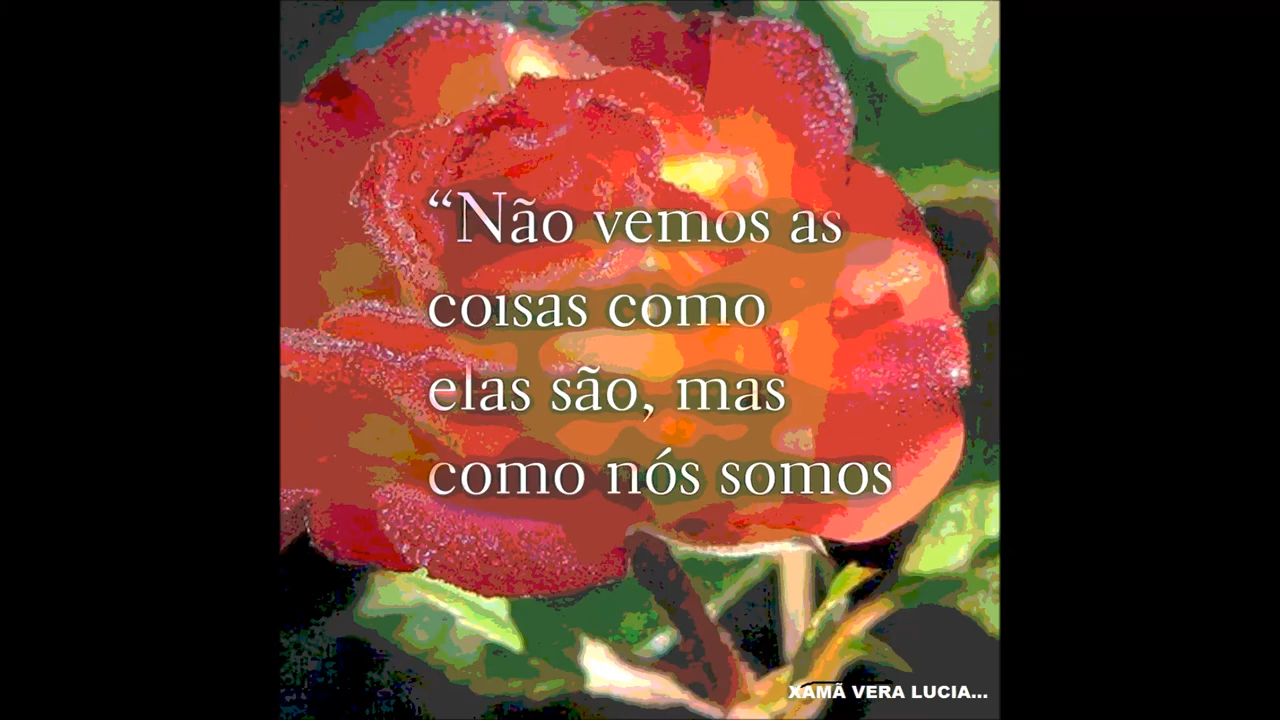 “Não vemos as
coisas como
elas são, mas
como nós somos
XAMÃ VERA LUCIA...